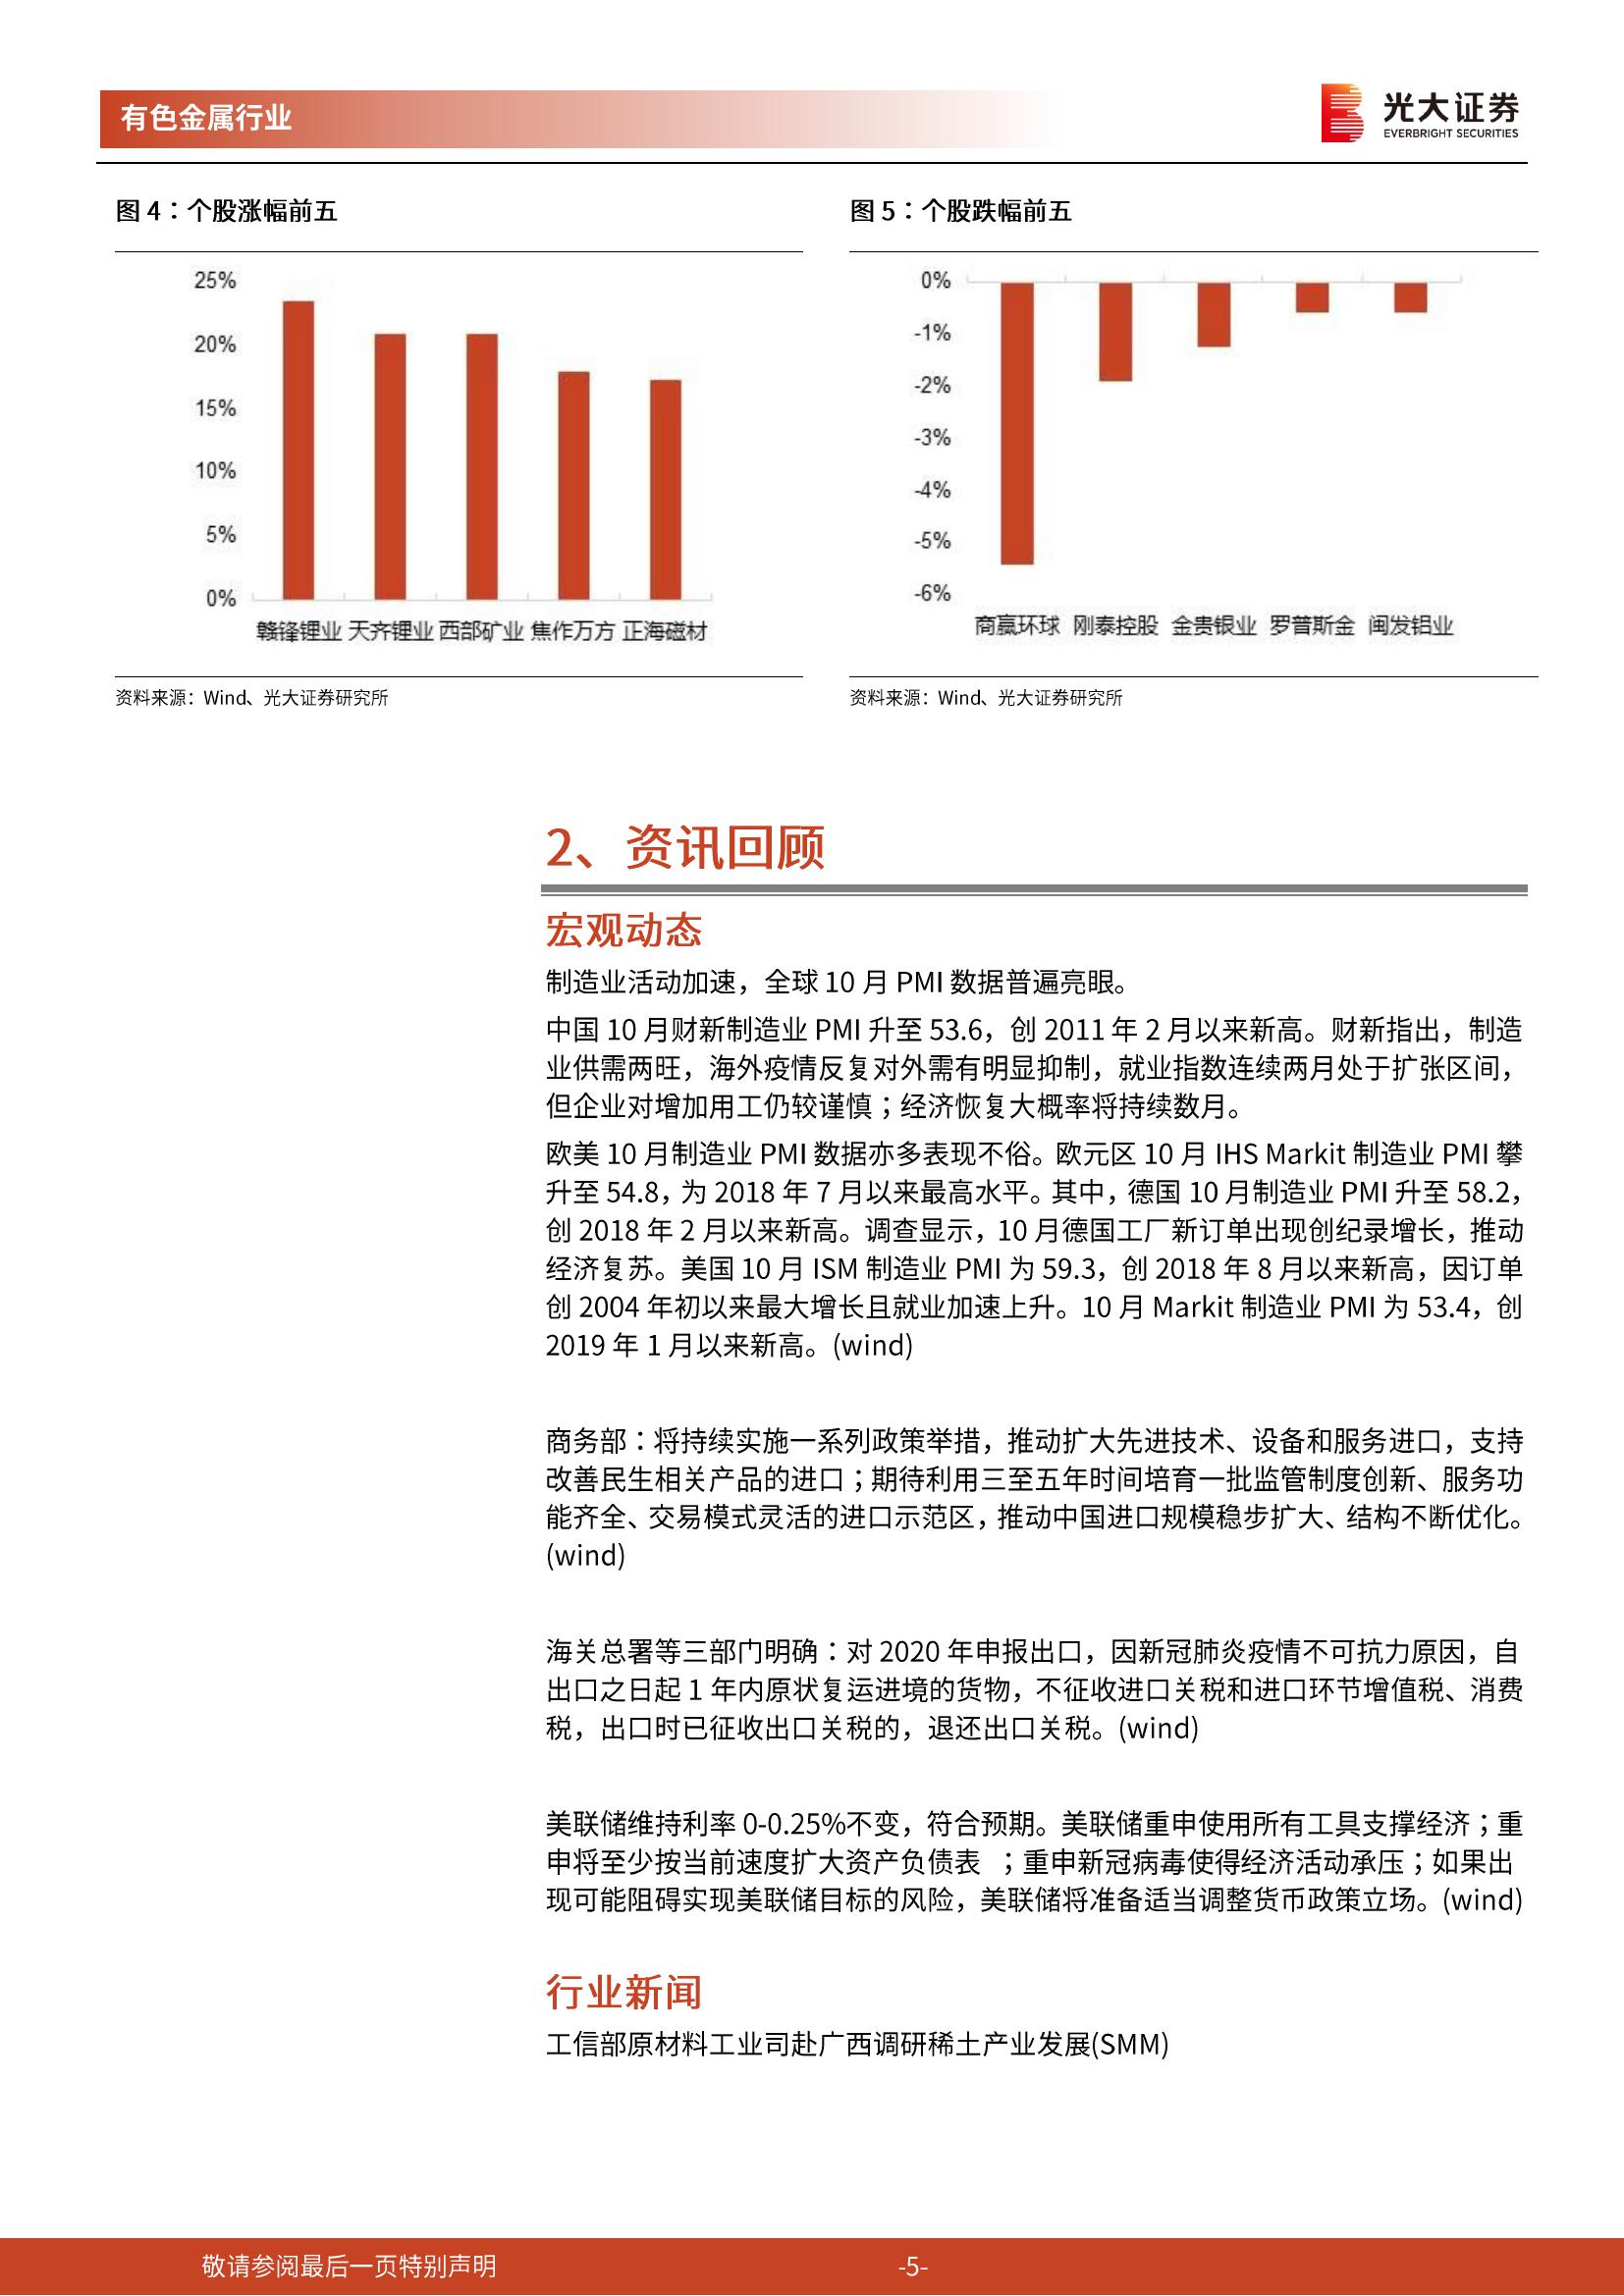 有色金属行业
光大证券
EVERBRIGHT SECURITIES
图 4：个股涨幅前五
25%
20%
15%
10%
5%
0%
赣锋锂业 天齐锂业 西部矿业 焦作万方 正海磁材
资料来源：Wind、光大证券研究所
图 5：个股跌幅前五
0%
-1%
-2%
-3%
-4%
-5%
-6%
商赢环球 刚泰控股 金贵银业 罗普斯金 闽发铝业
资料来源：Wind、光大证券研究所
2、资讯回顾
宏观动态
制造业活动加速，全球 10 月 PMI 数据普遍亮眼。
中国 10 月财新制造业 PMI 升至 53.6，创 2011 年 2 月以来新高。财新指出，制造
业供需两旺，海外疫情反复对外需有明显抑制，就业指数连续两月处于扩张区间，
但企业对增加用工仍较谨慎；经济恢复大概率将持续数月。
欧美 10 月制造业 PMI 数据亦多表现不俗。欧元区 10 月 IHS Markit 制造业 PMI 攀
升至 54.8，为 2018 年 7 月以来最高水平。其中，德国 10 月制造业 PMI 升至 58.2，
创 2018 年 2 月以来新高。调查显示，10 月德国工厂新订单出现创纪录增长，推动
经济复苏。美国 10 月 ISM 制造业 PMI 为 59.3，创 2018 年 8 月以来新高，因订单
创 2004 年初以来最大增长且就业加速上升。10 月 Markit 制造业 PMI 为 53.4，创
2019 年 1 月以来新高。(wind)
商务部：将持续实施一系列政策举措，推动扩大先进技术、设备和服务进口，支持
改善民生相关产品的进口；期待利用三至五年时间培育一批监管制度创新、服务功
能齐全、交易模式灵活的进口示范区，推动中国进口规模稳步扩大、结构不断优化。
(wind)
海关总署等三部门明确：对 2020 年申报出口，因新冠肺炎疫情不可抗力原因，自
出口之日起 1 年内原状复运进境的货物，不征收进口关税和进口环节增值税、消费
税，出口时已征收出口关税的，退还出口关税。(wind)
美联储维持利率 0-0.25%不变，符合预期。美联储重申使用所有工具支撑经济；重
申将至少按当前速度扩大资产负债表 ；重申新冠病毒使得经济活动承压；如果出
现可能阻碍实现美联储目标的风险，美联储将准备适当调整货币政策立场。(wind)
行业新闻
工信部原材料工业司赴广西调研稀土产业发展(SMM)
敬请参阅最后一页特别声明
-5-